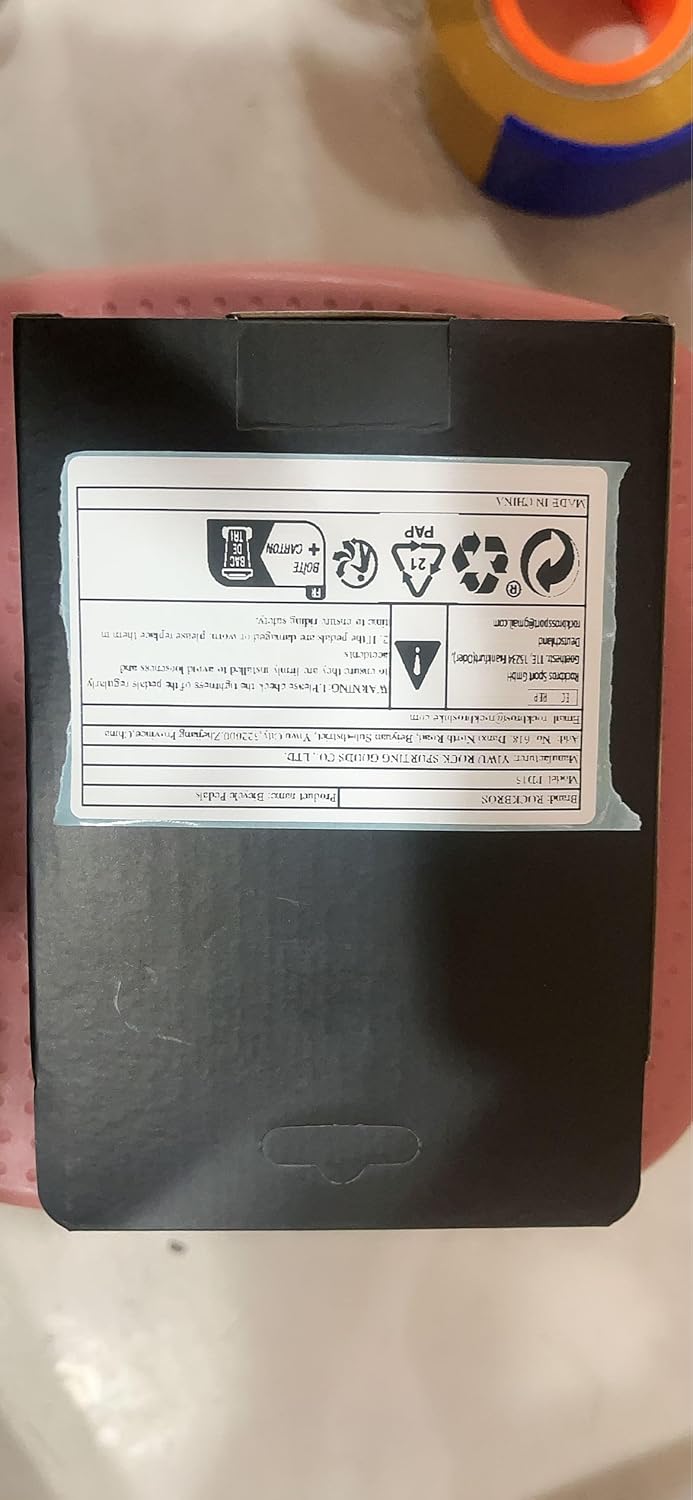 Brand: ROCKBROS
Product name: Bicycle Pedals
Model: PD15
Manufacturer: YIWU ROCK SPORTING GOODS CO., LTD.
Add: No. 618, Danxi North Road, Beiyuan Sub-district, Yiwu City,322000,Zhejiang Province,China
Email: rockbros@rockbrosbike.com
EC REP
Rockbros Sport GmbH
Goethestr. 11E, 15234 Frankfurt(Oder),
Deutschland
rockbrossport@gmail.com
WARNING:1.Please check the tightness of the pedals regularly
to ensure they are firmly installed to avoid looseness and
accidents
2. If the pedals are damaged or worn, please replace them in
time to ensure riding safety.
®
21
PAP
FR
BOÎTE
+ CARTON
BAC
DE
TRI
MADE IN CHINA